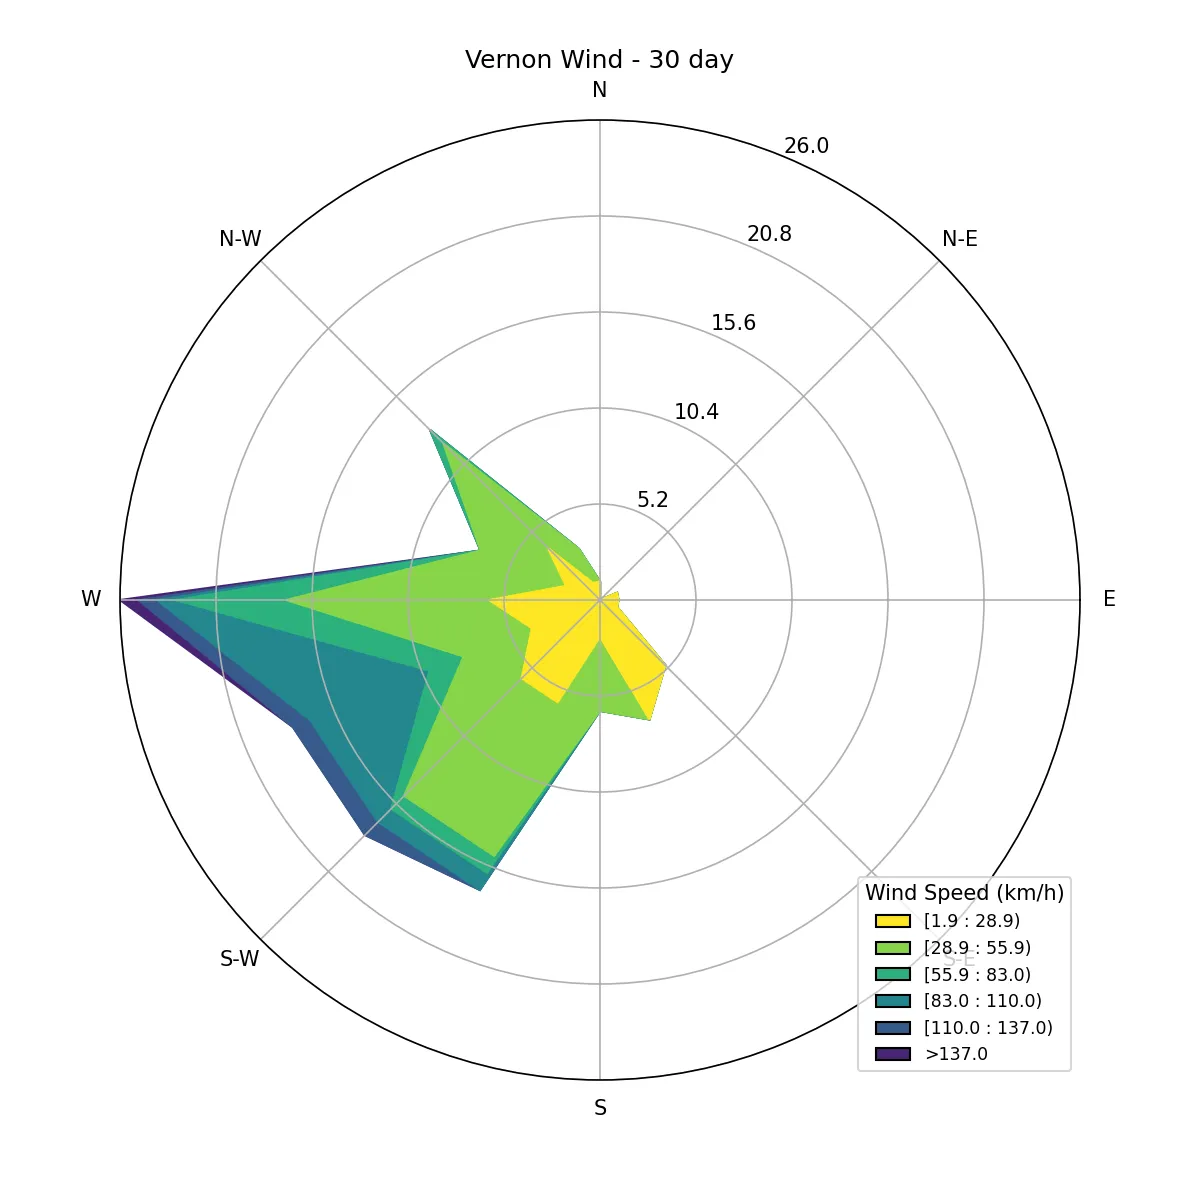 Vernon Wind - 30 day
N
26.0
N-W
20.8
N-E
15.6
10.4
5.2
W
E
Wind Speed (km/h)
[1.9 : 28.9)
[28.9 : 55.9)
S-W
S-E
[55.9 : 83.0)
[83.0 : 110.0)
[110.0 : 137.0)
>137.0
S